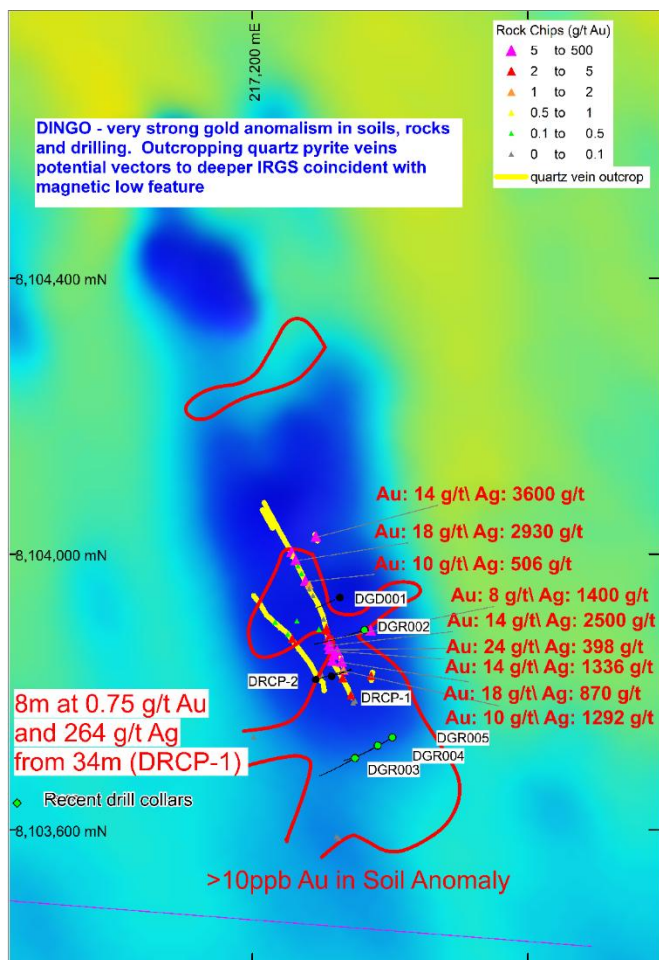 217,200 mE
Rock Chips (g/t Au)
5 to 500
2 to 5
1 to 2
0.5 to 1
0.1 to 0.5
0 to 0.1
quartz vein outcrop
DINGO - very strong gold anomalism in soils, rocks
and drilling. Outcropping quartz pyrite veins
potential vectors to deeper IRGS coincident with
magnetic low feature
8,104,400 mN
Au: 14 g/t\ Ag: 3600 g/t
Au: 18 g/t\ Ag: 2930 g/t
8,104,000 mN
Au: 10 g/t\ Ag: 506 g/t
Au: 8 g/t\ Ag: 1400 g/t
DGD001
Au: 14 g/t\ Ag: 2500 g/t
DGR002
Au: 24 g/t\ Ag: 398 g/t
Au: 14 g/t\ Ag: 1336 g/t
DRCP-2
Au: 18 g/t\ Ag: 870 g/t
DRCP-1
Au: 10 g/t\ Ag: 1292 g/t
8m at 0.75 g/t Au
and 264 g/t Ag
from 34m (DRCP-1)
DGR005
DGR004
DGR003
Recent drill collars
8,103,600 mN
>10ppb Au in Soil Anomaly